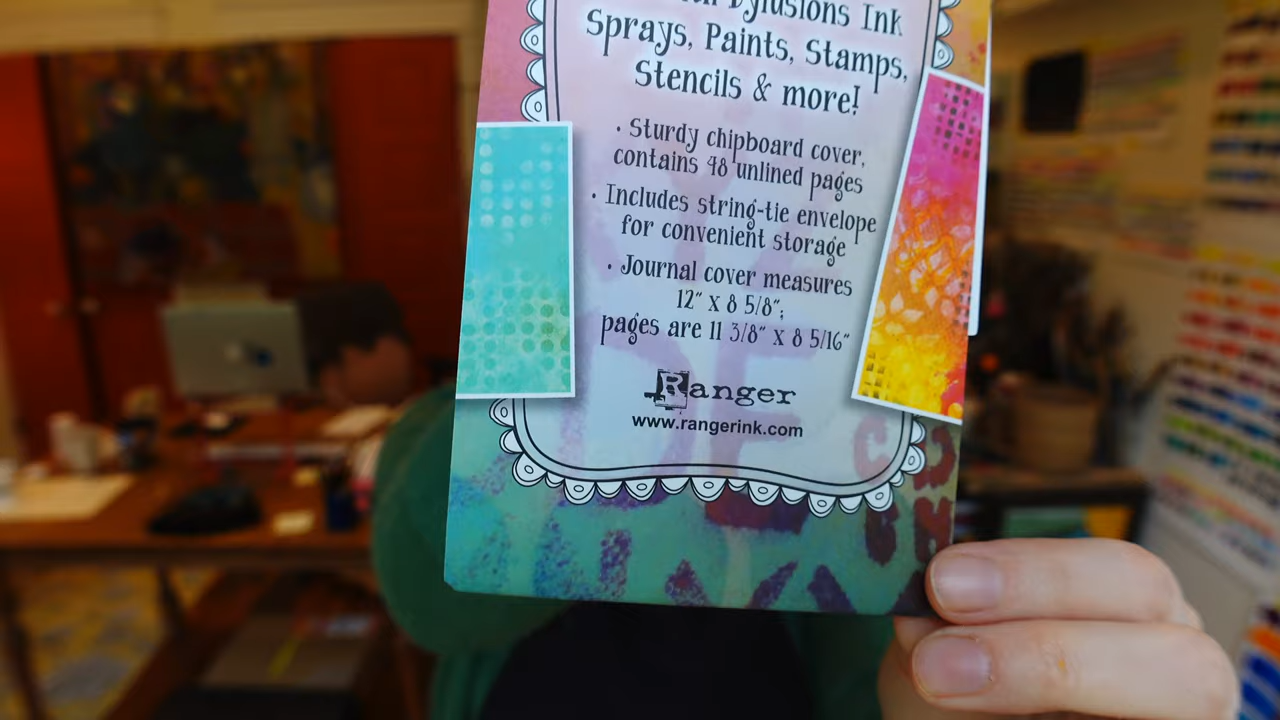 Dylusions Ink
Sprays, Paints, Stamps,
Stencils & more!
• Sturdy chipboard cover,
contains 48 unlined pages
• Includes string-tie envelope
for convenient storage
• Journal cover measures
12" x 8 5/8";
pages are 11 3/8" x 8 5/16"
Ranger
www.rangerink.com